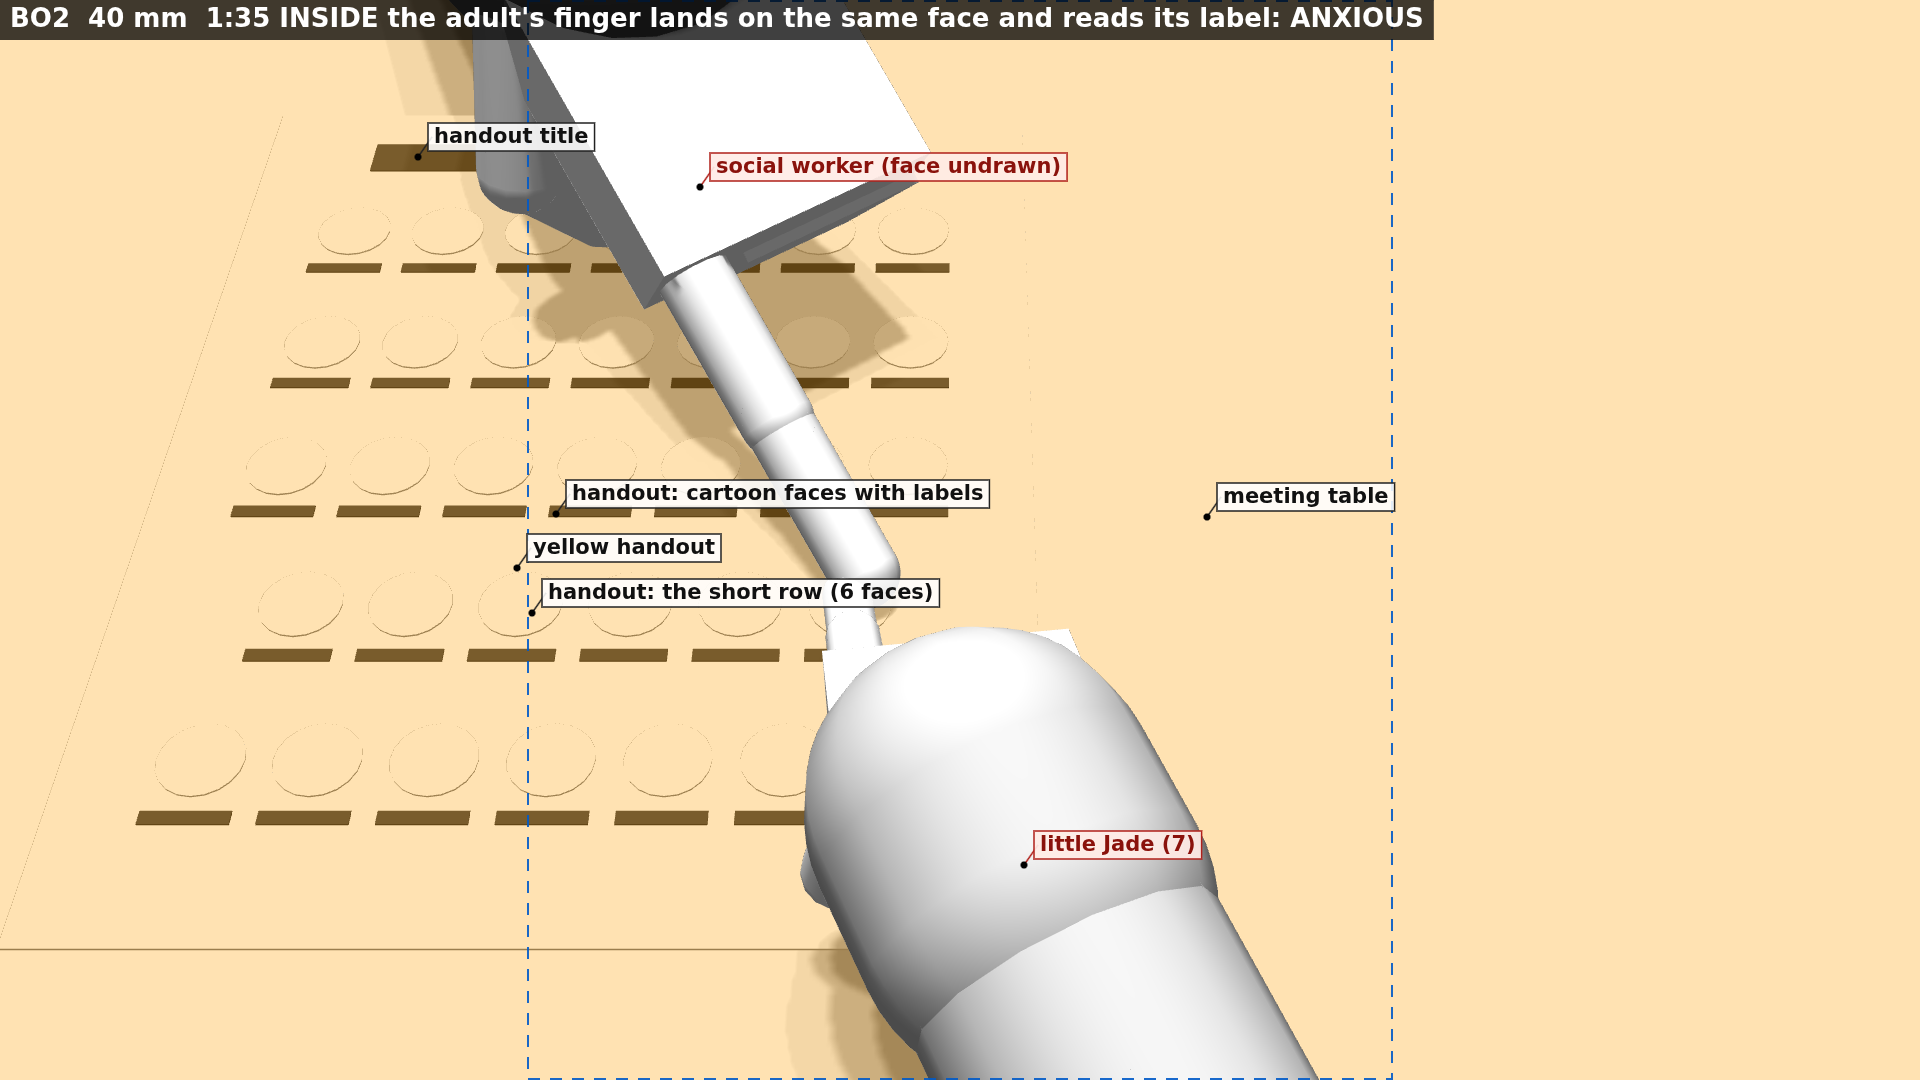 BO2 40 mm 1:35 INSIDE the adult's finger lands on the same face and reads its label: ANXIOUS
handout title
social worker (face undrawn)
handout: cartoon faces with labels
meeting table
yellow handout
handout: the short row (6 faces)
little Jade (7)